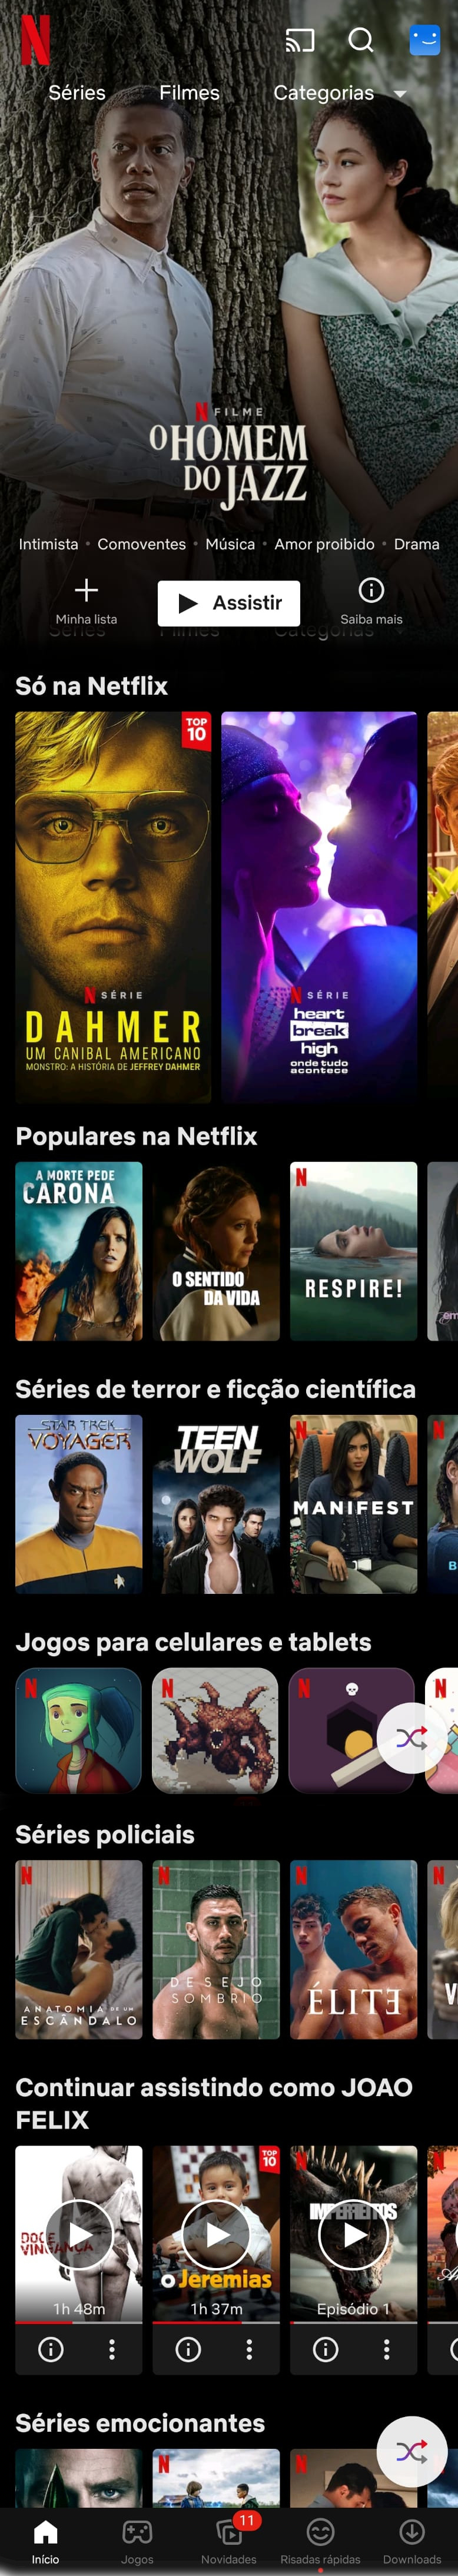 N
Séries Filmes Categorias
N FILME
O HOMEM
DO JAZZ
Intimista • Comoventes • Música • Amor proibido • Drama
Minha lista
Assistir
Saiba mais
Séries Filmes Categorias
Só na Netflix
TOP
10
N SÉRIE
DAHMER
UM CANIBAL AMERICANO
MONSTRO: A HISTÓRIA DE JEFFREY DAHMER
N SÉRIE
heart
break
high
onde tudo
acontece
Populares na Netflix
A MORTE PEDE
CARONA
O SENTIDO
DA VIDA
N
RESPIRE!
em
Séries de terror e ficção científica
STAR TREK
VOYAGER
TEEN
WOLF
N
MANIFEST
N
B
Jogos para celulares e tablets
N
N
N
N
Séries policiais
N
ANATOMIA DE UM
ESCÂNDALO
N
DESEJO
SOMBRIO
N
ÉLITE
N
V
Continuar assistindo como JOAO
FELIX
DOCE
VINGANÇA
1h 48m
TOP
10
O Jeremias
1h 37m
N
IMPERFEITOS
Episódio 1
Séries emocionantes
N
N
11
Início
Jogos
Novidades
Risadas rápidas
Downloads